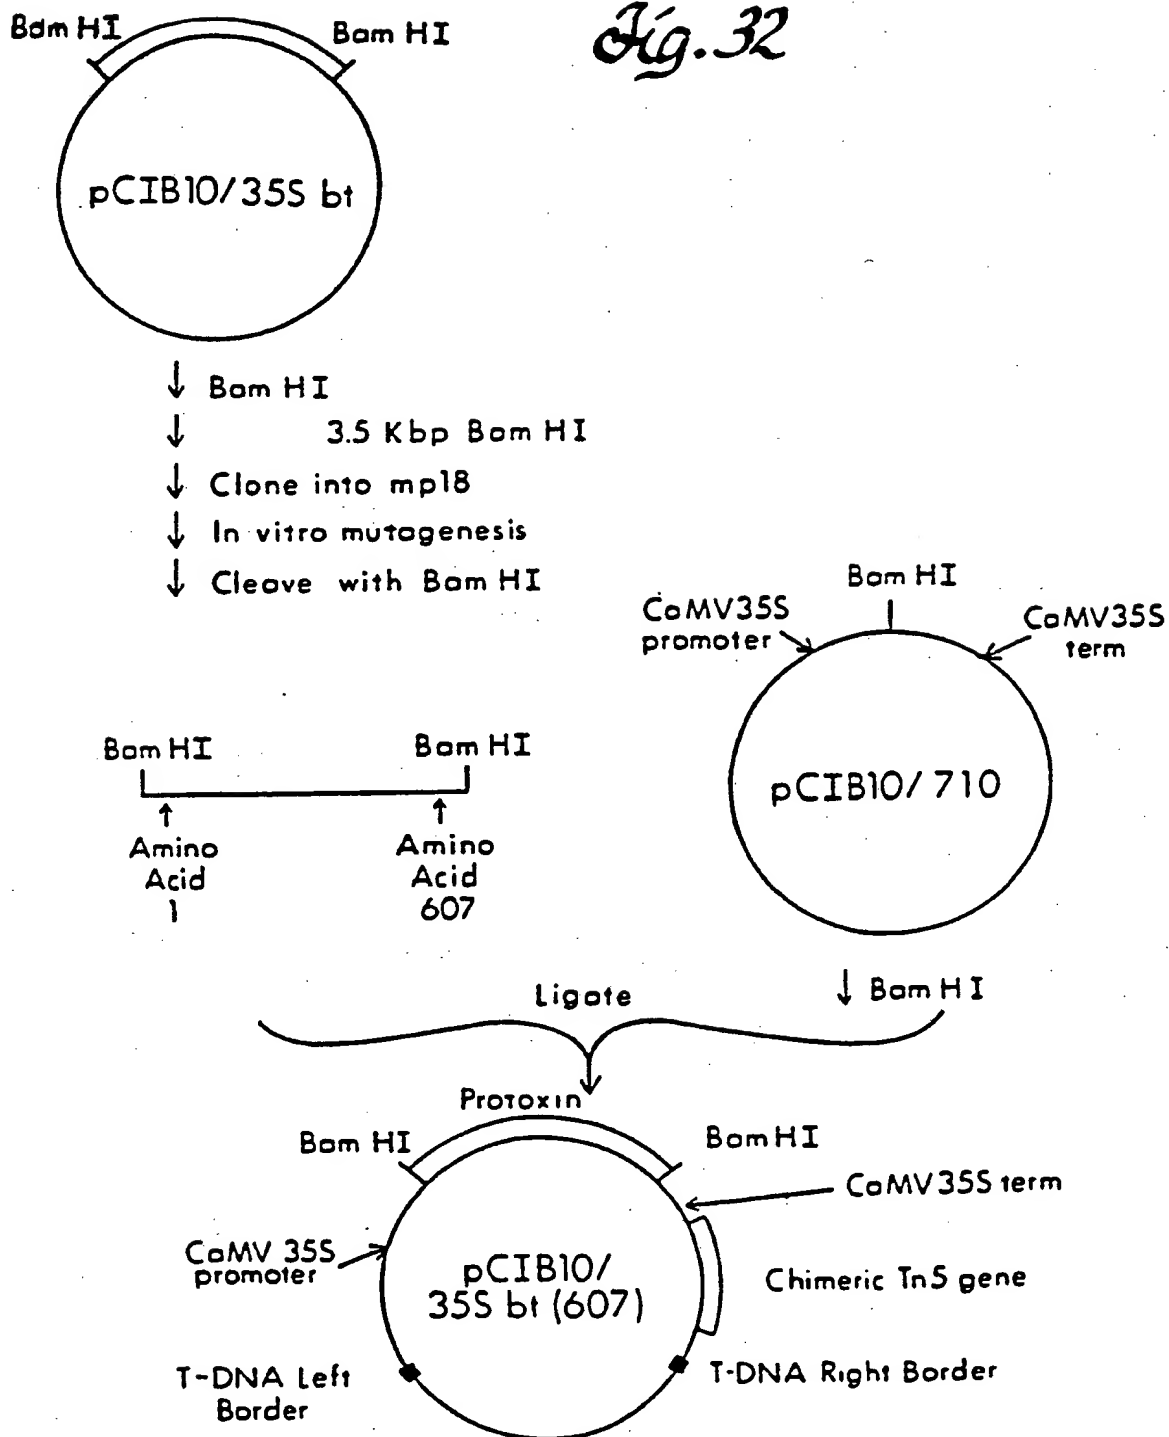 Fig. 32
Bam HI
Bam HI
pCIB10/35S bt
Bam HI
3.5 Kbp Bam HI
Clone into mp18
In vitro mutagenesis
Cleave with Bam HI
Bam HI
CaMV35S
promoter
CaMV35S
term
pCIB10/710
Bam HI
Bam HI
Bam HI
Amino
Acid
1
Amino
Acid
607
Ligate
Protoxin
Bam HI
Bam HI
CaMV35S term
CaMV 35S
promoter
pCIB10/
35S bt (607)
Chimeric Tn5 gene
T-DNA Left
Border
T-DNA Right Border